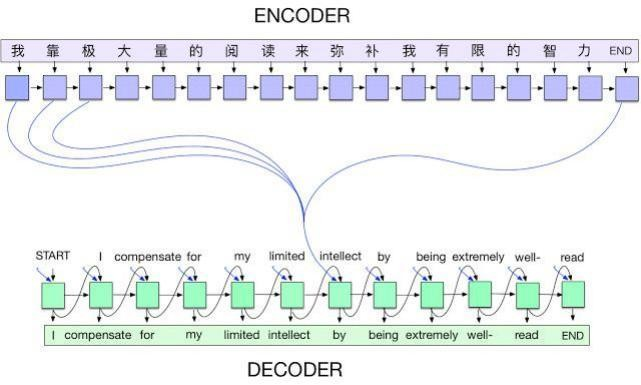 ENCODER
我 靠 极 大 量 的 阅 读 来 弥 补 我 有 限 的 智 力 END
START I compensate for my limited intellect by being extremely well- read
I compensate for my limited intellect by being extremely well- read END
DECODER